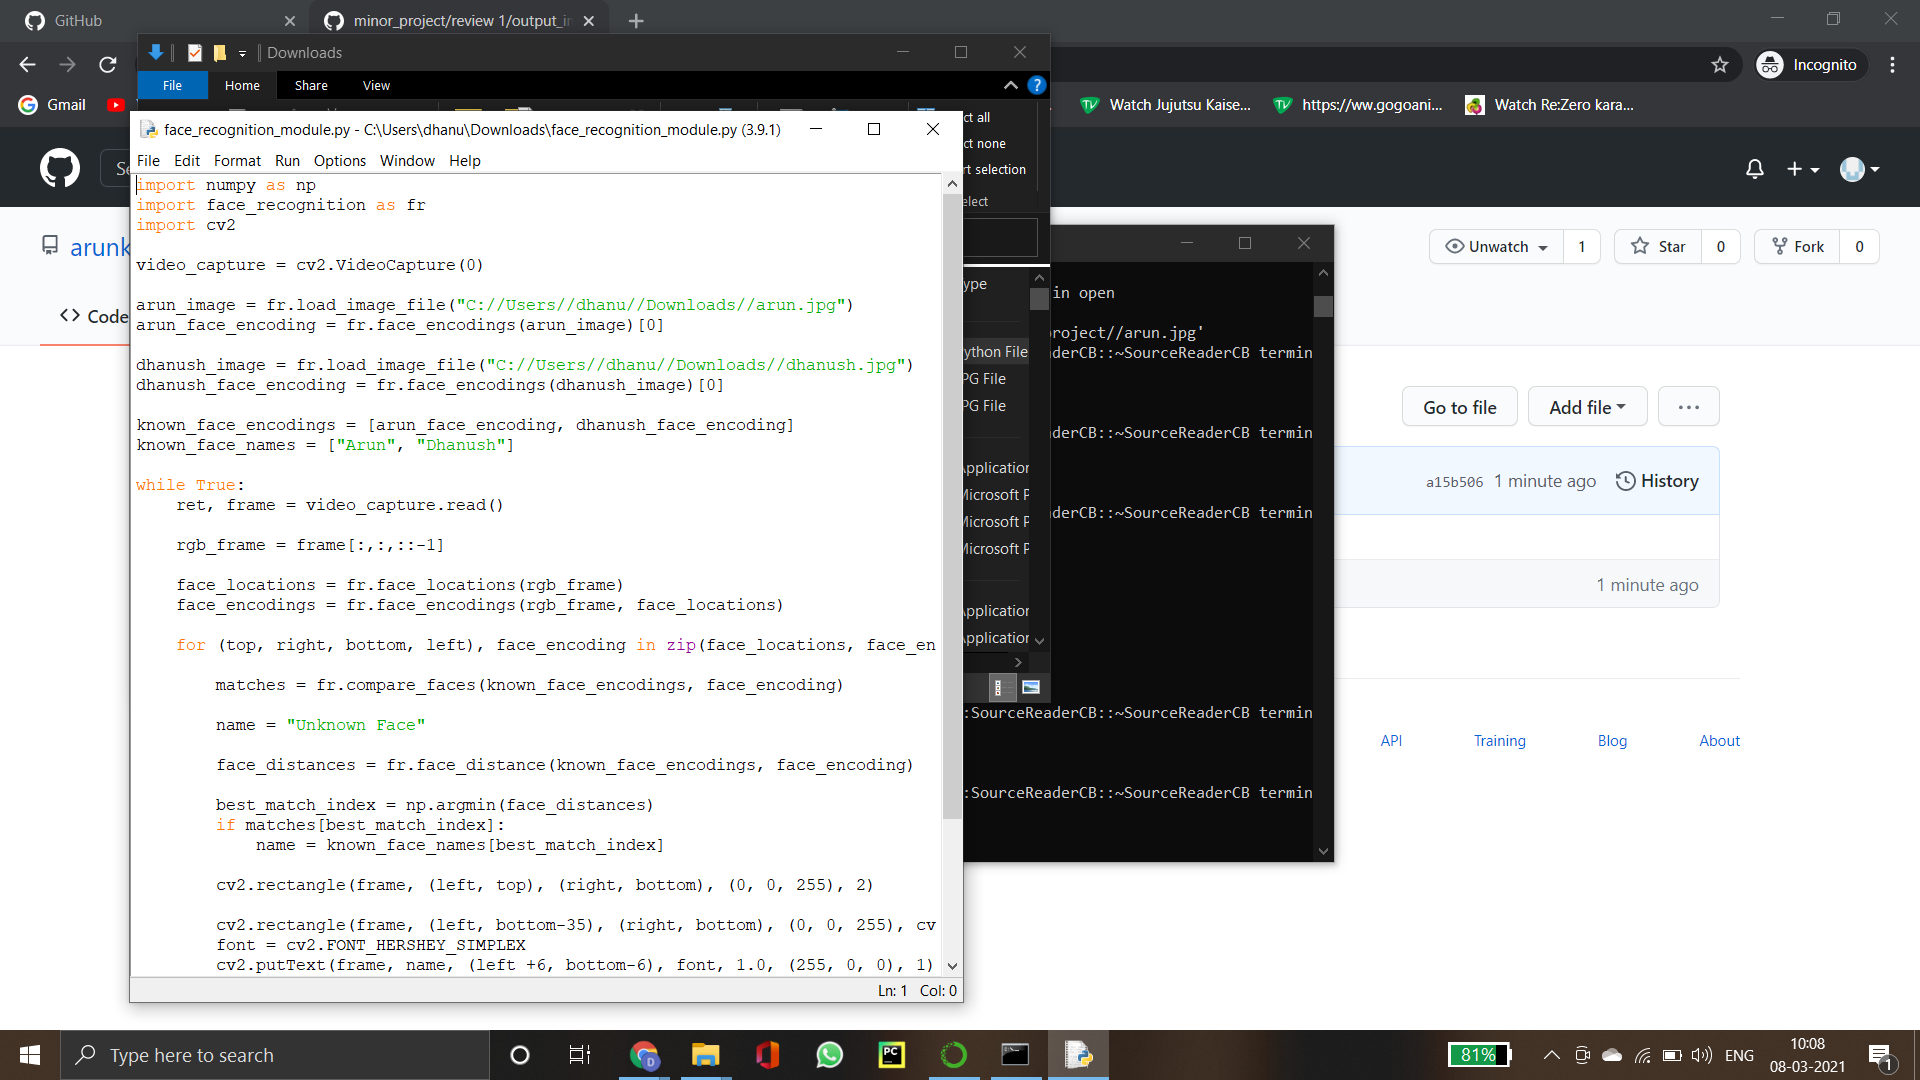 GitHub
minor_project/review 1/output_i
Downloads
Incognito
File Home Share View
Gmail
Watch Jujutsu Kaise...
https://ww.gogoani...
Watch Re:Zero kara...
face_recognition_module.py - C:\Users\dhanu\Downloads\face_recognition_module.py (3.9.1)
File Edit Format Run Options Window Help
import numpy as np
import face_recognition as fr
import cv2
video_capture = cv2.VideoCapture(0)
arun_image = fr.load_image_file("C://Users//dhanu//Downloads//arun.jpg")
arun_face_encoding = fr.face_encodings(arun_image)[0]
dhanush_image = fr.load_image_file("C://Users//dhanu//Downloads//dhanush.jpg")
dhanush_face_encoding = fr.face_encodings(dhanush_image)[0]
known_face_encodings = [arun_face_encoding, dhanush_face_encoding]
known_face_names = ["Arun", "Dhanush"]
while True:
    ret, frame = video_capture.read()
    rgb_frame = frame[:,:,::-1]
    face_locations = fr.face_locations(rgb_frame)
    face_encodings = fr.face_encodings(rgb_frame, face_locations)
    for (top, right, bottom, left), face_encoding in zip(face_locations, face_en
        matches = fr.compare_faces(known_face_encodings, face_encoding)
        name = "Unknown Face"
        face_distances = fr.face_distance(known_face_encodings, face_encoding)
        best_match_index = np.argmin(face_distances)
        if matches[best_match_index]:
            name = known_face_names[best_match_index]
        cv2.rectangle(frame, (left, top), (right, bottom), (0, 0, 255), 2)
        cv2.rectangle(frame, (left, bottom-35), (right, bottom), (0, 0, 255), cv
        font = cv2.FONT_HERSHEY_SIMPLEX
        cv2.putText(frame, name, (left +6, bottom-6), font, 1.0, (255, 0, 0), 1)
Ln: 1 Col: 0
ct all
ct none
rt selection
elect
ype
ython File
PG File
PG File
pplication
Microsoft P
Microsoft P
Microsoft P
pplication
pplication
in open
roject//arun.jpg'
derCB::~SourceReaderCB termin
derCB::~SourceReaderCB termin
derCB::~SourceReaderCB termin
:SourceReaderCB::~SourceReaderCB termin
:SourceReaderCB::~SourceReaderCB termin
Se
arunk
Code
Unwatch 1
Star 0
Fork 0
Go to file
Add file
a15b506 1 minute ago History
1 minute ago
API Training Blog About
Type here to search
81%
ENG
10:08
08-03-2021
1